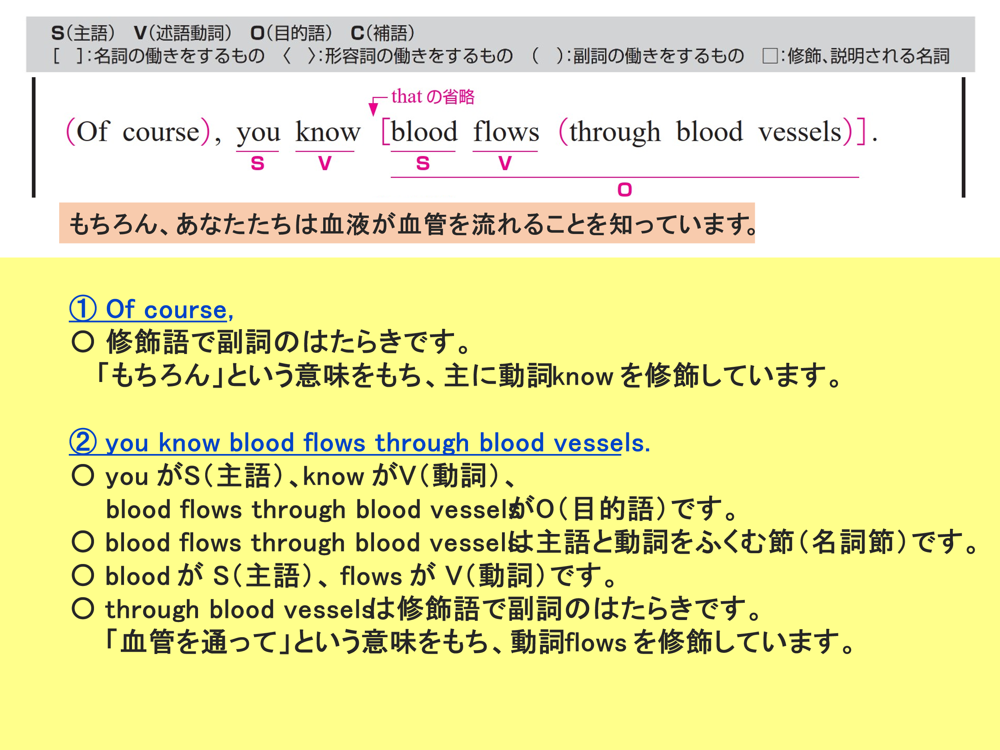 S（主語）　V（述語動詞）　O（目的語）　C（補語）
［　］：名詞の働きをするもの　〈　〉：形容詞の働きをするもの　（　）：副詞の働きをするもの　□：修飾、説明される名詞
thatの省略
(Of course), you know [blood flows (through blood vessels)].
S V S V
O
もちろん、あなたたちは血液が血管を流れることを知っています。
① Of course,
○ 修飾語で副詞のはたらきです。
「もちろん」という意味をもち、主に動詞know を修飾しています。
② you know blood flows through blood vessels.
○ you がS（主語）、know がV（動詞）、
blood flows through blood vesselsがO（目的語）です。
○ blood flows through blood vesselsは主語と動詞をふくむ節（名詞節）です。
○ blood が S（主語）、flows が V（動詞）です。
○ through blood vesselsは修飾語で副詞のはたらきです。
「血管を通って」という意味をもち、動詞flows を修飾しています。